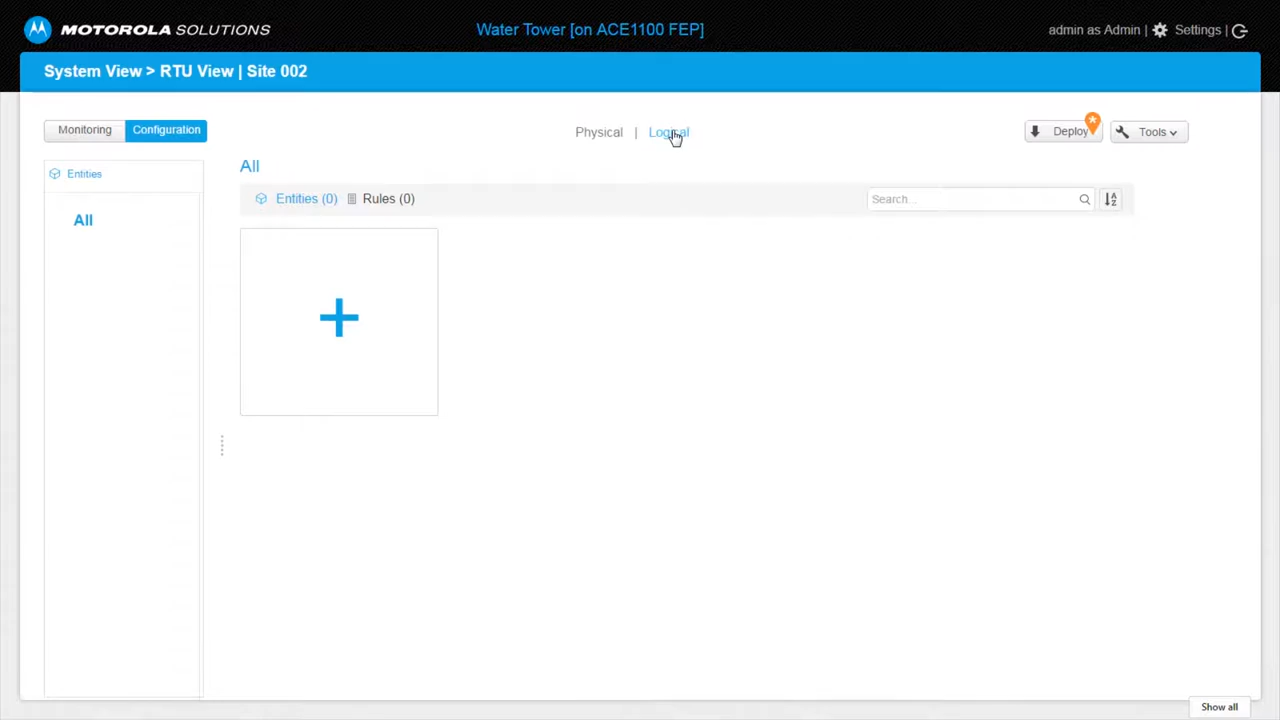 MOTOROLA SOLUTIONS
Water Tower [on ACE1100 FEP]
admin as Admin | Settings |
System View > RTU View | Site 002
Monitoring Configuration
Physical | Logical
Deploy *
Tools
Entities
All
All
Entities (0) Rules (0)
Search...
A
Z
+
Show all